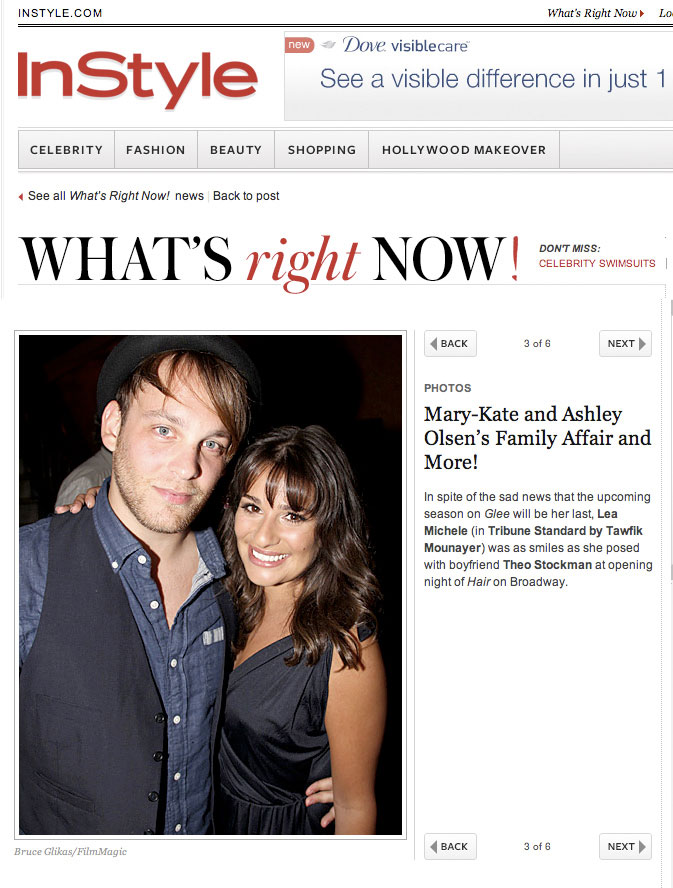 INSTYLE.COM
What's Right Now
InStyle
new Dove visiblecare
See a visible difference in just 1
CELEBRITY FASHION BEAUTY SHOPPING HOLLYWOOD MAKEOVER
See all What's Right Now! news | Back to post
WHAT'S right NOW!
DON'T MISS:
CELEBRITY SWIMSUITS |
BACK 3 of 6 NEXT
PHOTOS
Mary-Kate and Ashley
Olsen's Family Affair and
More!
In spite of the sad news that the upcoming
season on Glee will be her last, Lea
Michele (in Tribune Standard by Tawfik
Mounayer) was as smiles as she posed
with boyfriend Theo Stockman at opening
night of Hair on Broadway.
BACK 3 of 6 NEXT
Bruce Glikas/FilmMagic